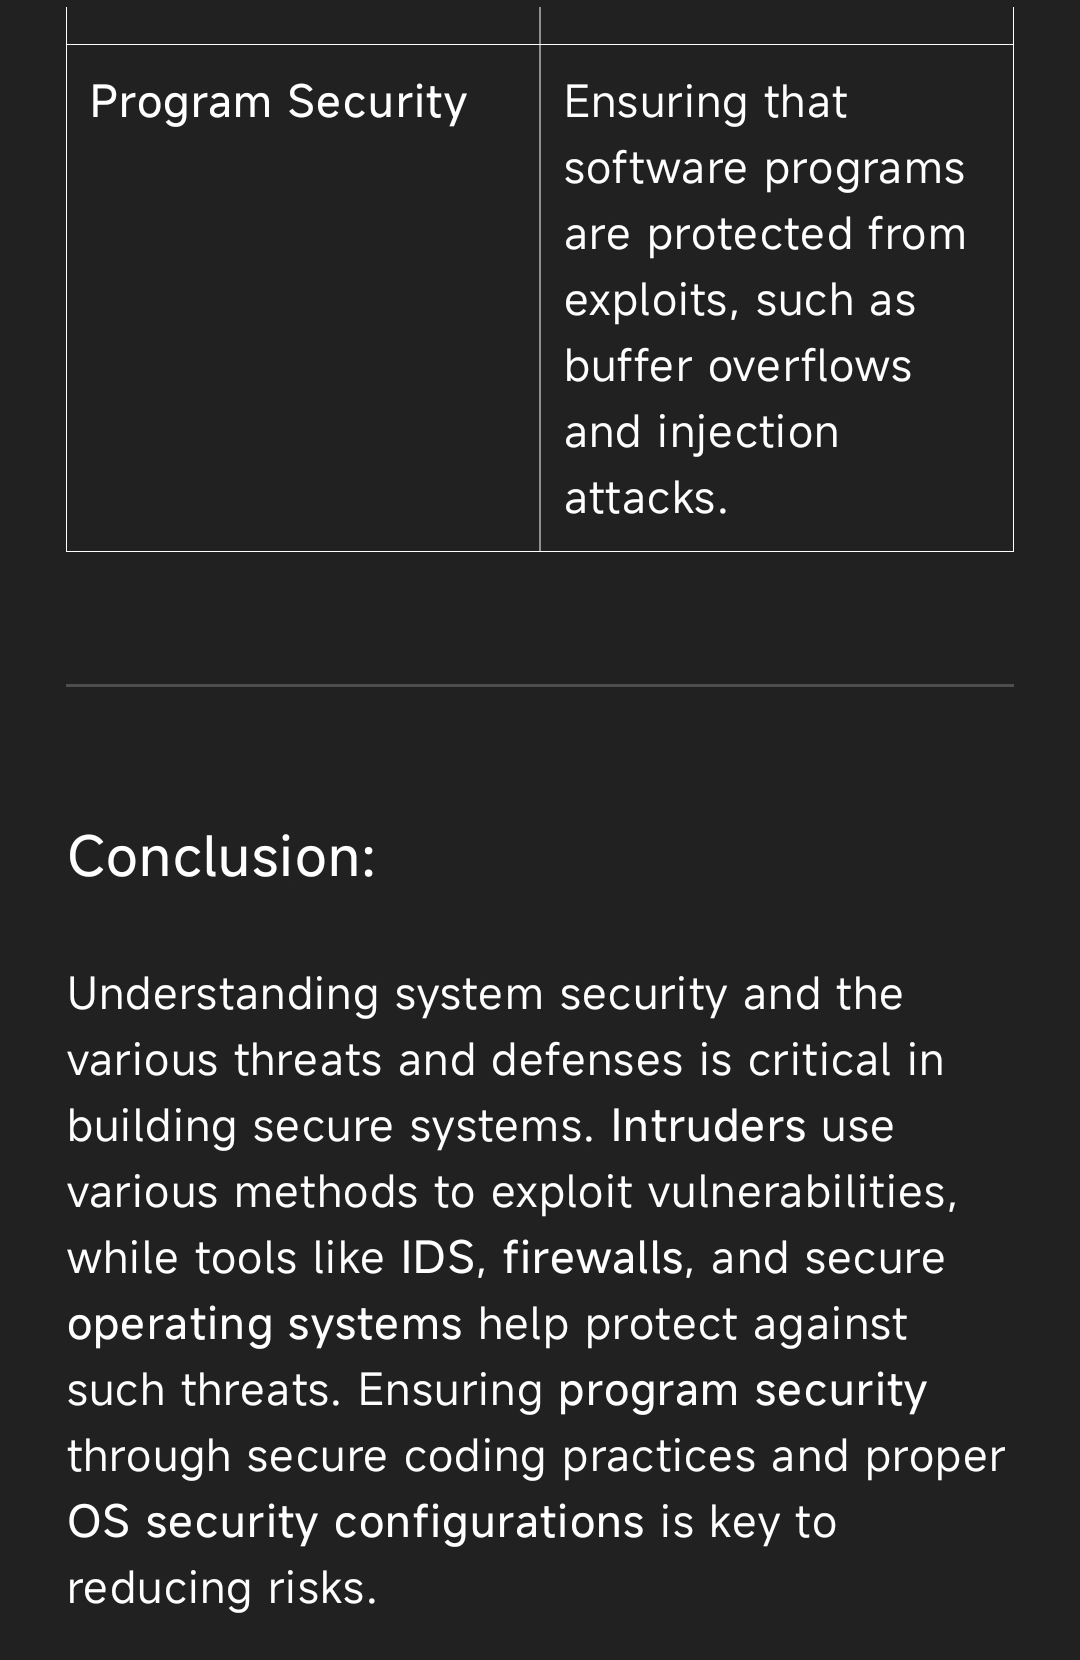 Program Security
Ensuring that
software programs
are protected from
exploits, such as
buffer overflows
and injection
attacks.
Conclusion:
Understanding system security and the
various threats and defenses is critical in
building secure systems. Intruders use
various methods to exploit vulnerabilities,
while tools like IDS, firewalls, and secure
operating systems help protect against
such threats. Ensuring program security
through secure coding practices and proper
OS security configurations is key to
reducing risks.